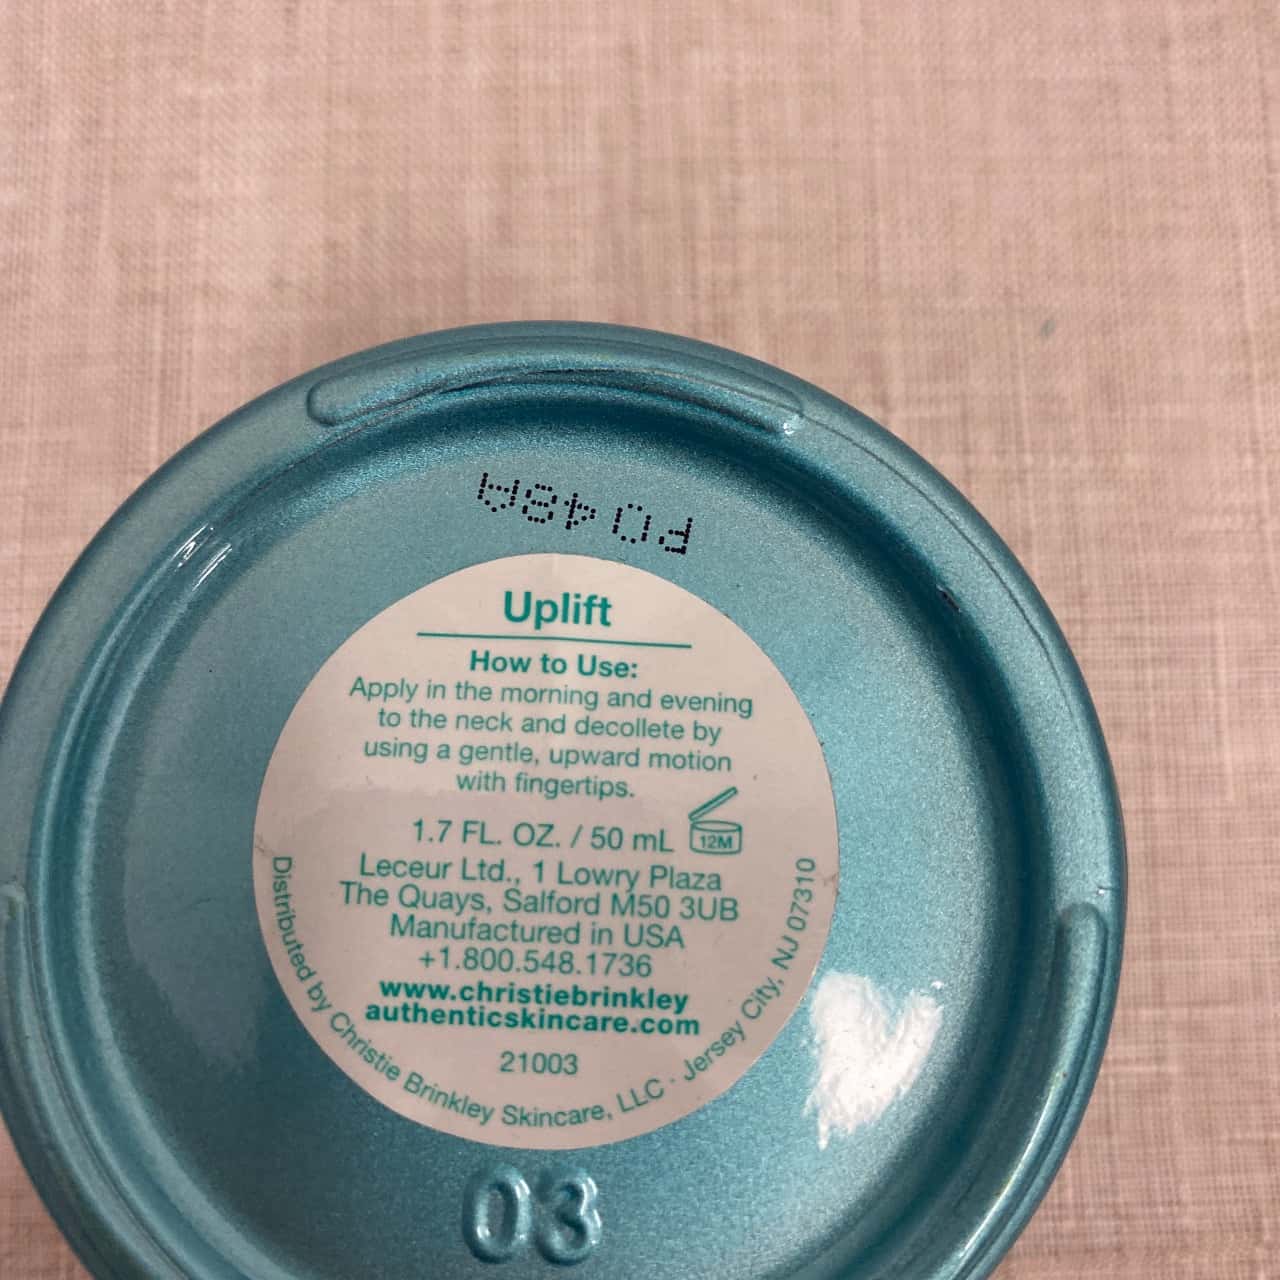 F048A
Uplift
How to Use:
Apply in the morning and evening
to the neck and decollete by
using a gentle, upward motion
with fingertips.
1.7 FL. OZ. / 50 mL 12M
Leceur Ltd., 1 Lowry Plaza
The Quays, Salford M50 3UB
Manufactured in USA
+1.800.548.1736
www.christiebrinkley
authenticskincare.com
21003
Distributed by Christie Brinkley Skincare, LLC · Jersey City, NJ 07310
03